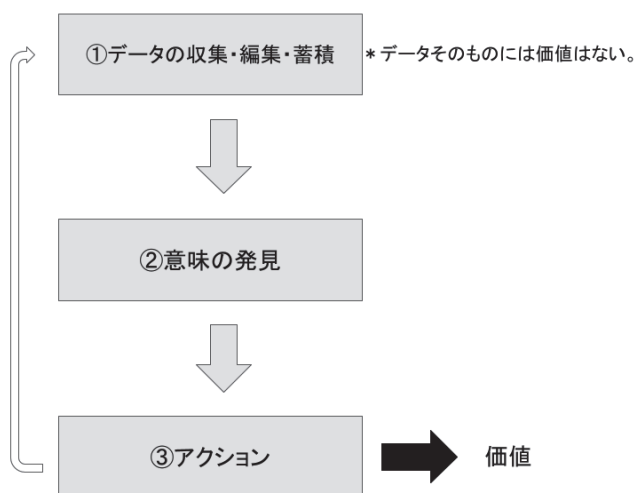 ①データの収集・編集・蓄積
*データそのものには価値はない。
②意味の発見
③アクション
価値